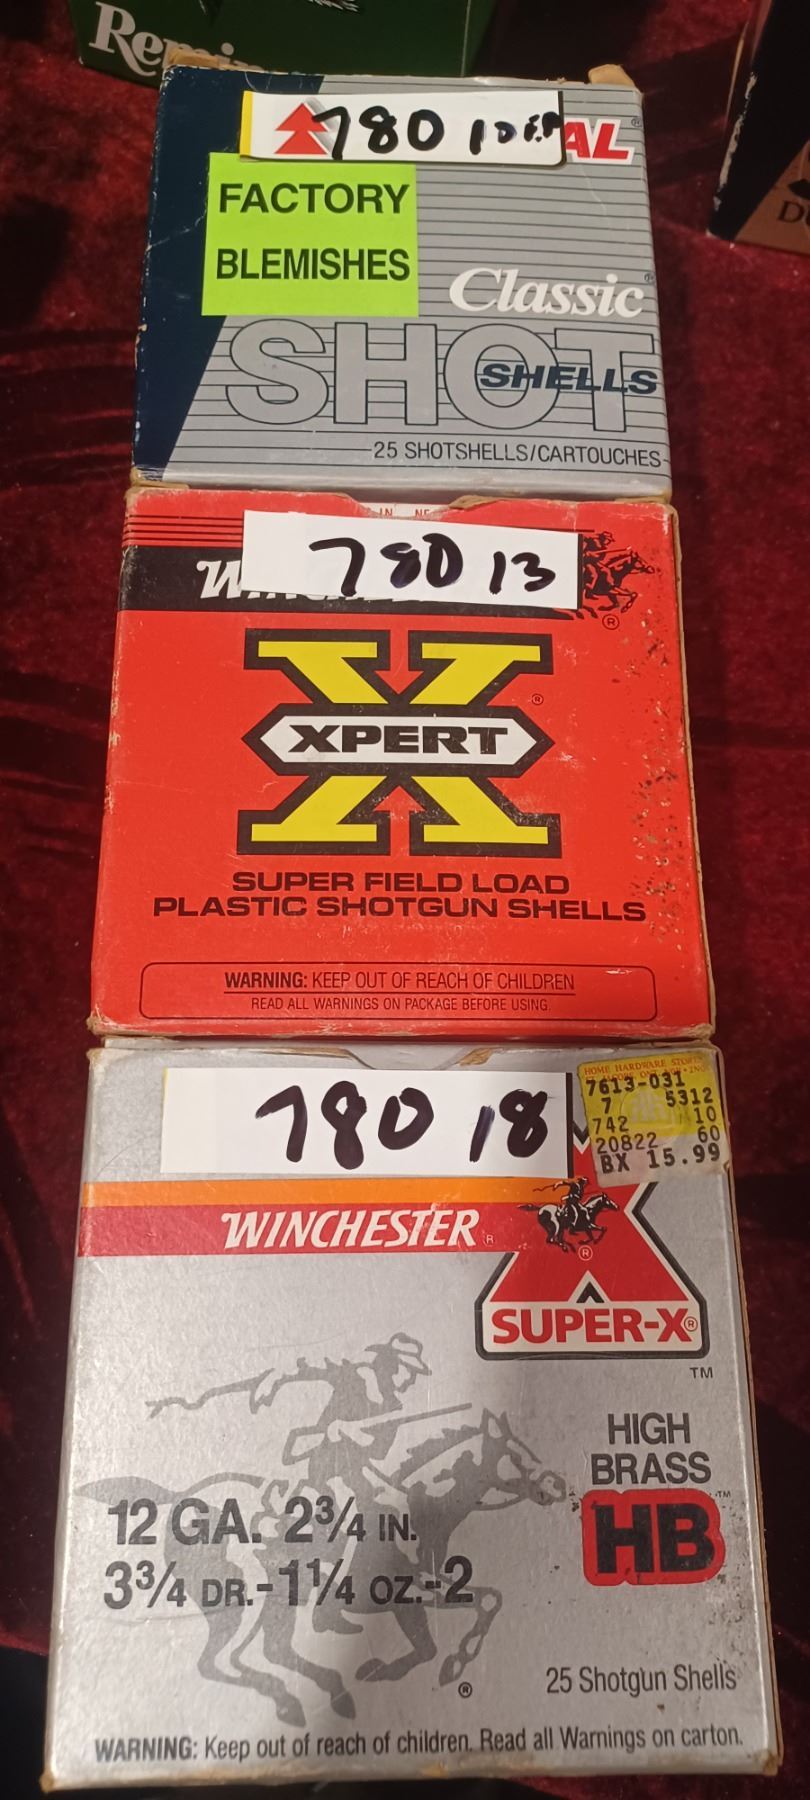 780
AL®
FACTORY
BLEMISHES
Classic®
SHOT
SHELLS
25 SHOTSHELLS/CARTOUCHES
780 13
®
®
XPERT
SUPER FIELD LOAD
PLASTIC SHOTGUN SHELLS
WARNING: KEEP OUT OF REACH OF CHILDREN
READ ALL WARNINGS ON PACKAGE BEFORE USING.
780 18
HOME HARDWARE STORES
7613-031
7 5312
742 10
20822 60
BX 15.99
WINCHESTER®
®
SUPER-X®
TM
HIGH
BRASS
HB™
12 GA. 2¾ IN.
3¾ DR.-1¼ OZ.-2
®
25 Shotgun Shells
WARNING: Keep out of reach of children. Read all Warnings on carton.